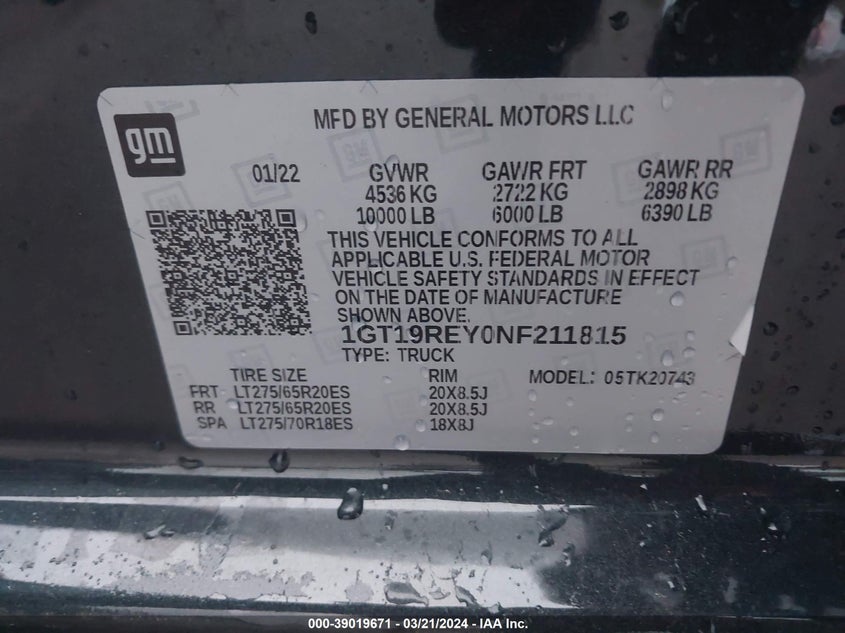 gm
MFD BY GENERAL MOTORS LLC
01/22 GVWR GAWR FRT GAWR RR
4536 KG 2722 KG 2898 KG
10000 LB 6000 LB 6390 LB
THIS VEHICLE CONFORMS TO ALL
APPLICABLE U.S. FEDERAL MOTOR
VEHICLE SAFETY STANDARDS IN EFFECT
ON THE DATE OF MANUFACTURE
SHOWN ABOVE.
1GT19REY0NF211815
TYPE: TRUCK
TIRE SIZE RIM MODEL: 05TK20743
FRT LT275/65R20ES 20X8.5J
RR LT275/65R20ES 20X8.5J
SPA LT275/70R18ES 18X8J
000-39019671 - 03/21/2024 - IAA Inc.